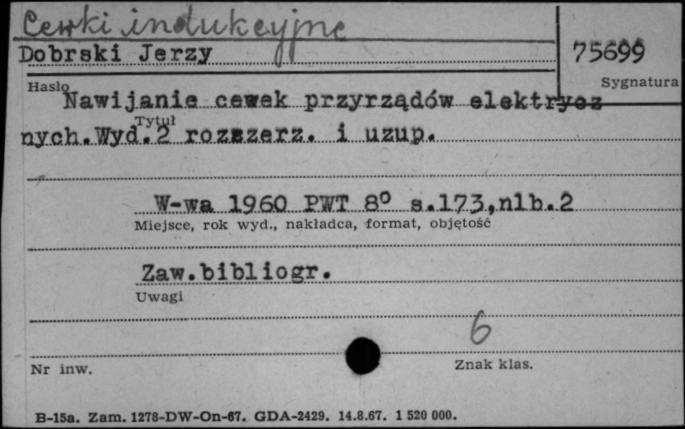 Cewki indukcyjne
Dobrski Jerzy
75699
Hasło
Sygnatura
Nawijanie cewek przyrządów elektrycz
Tytuł
nych.Wyd.2 rozszerz. i uzup.
W-wa 1960 PWT 8° s.173,nlb.2
Miejsce, rok wyd., nakładca, format, objętość
Zaw.bibliogr.
Uwagi
6
Nr inw.
Znak klas.
B-15a. Zam. 1278-DW-On-67. GDA-2429. 14.8.67. 1 520 000.